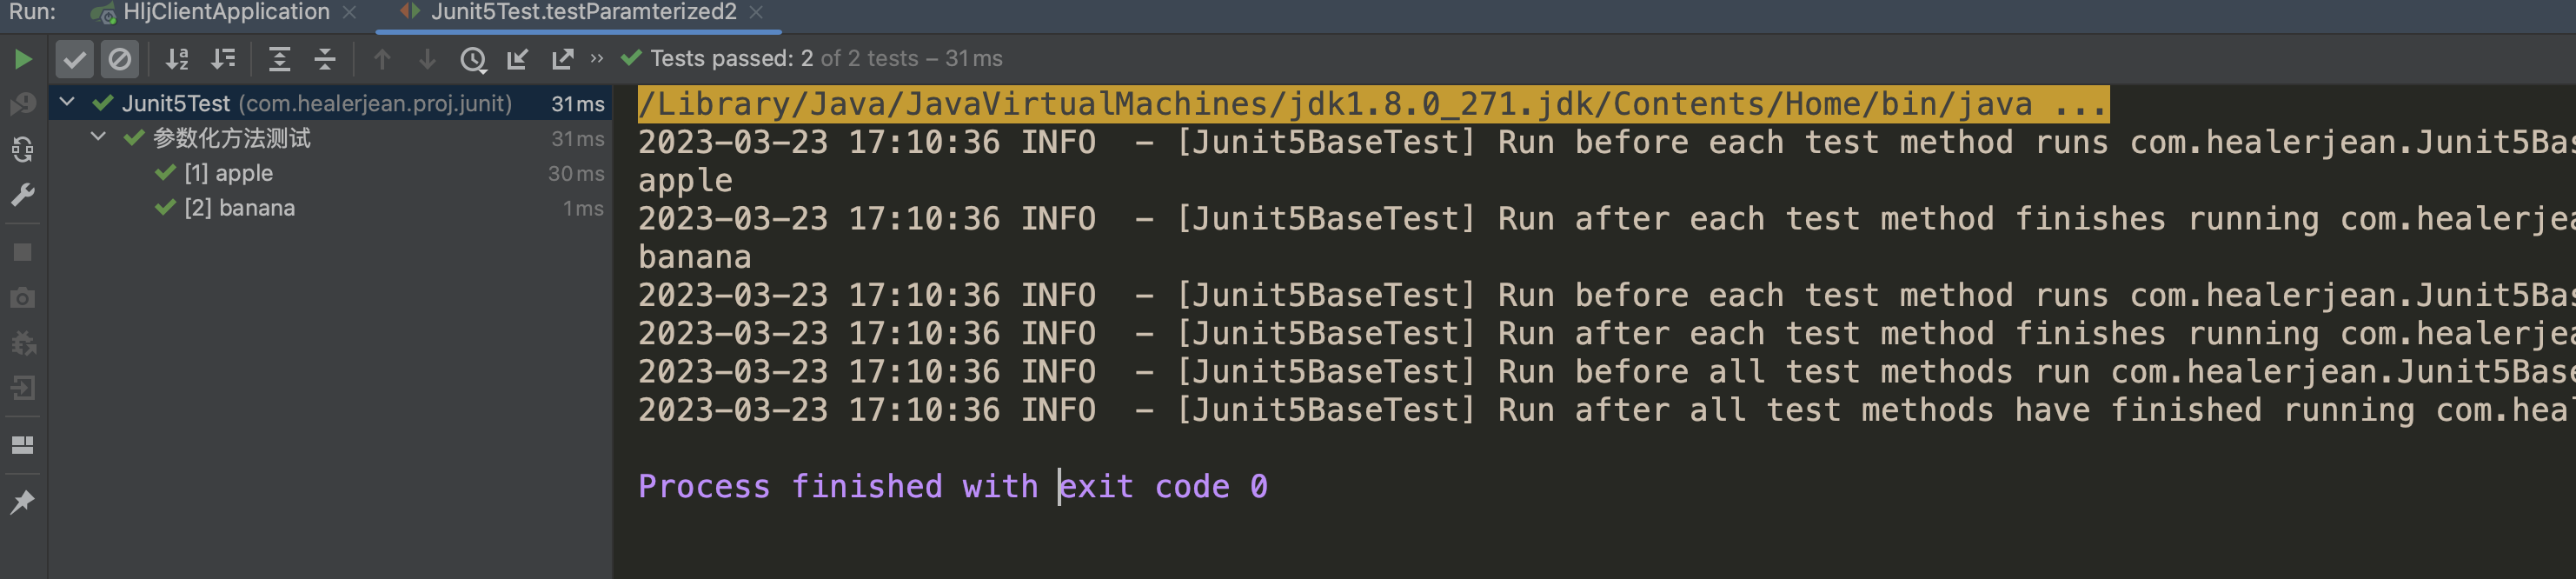 Run: HljClientApplication Junit5Test.testParamterized2
Tests passed: 2 of 2 tests – 31 ms
Junit5Test (com.healerjean.proj.junit) 31 ms
参数化方法测试 31 ms
[1] apple 30 ms
[2] banana 1 ms
/Library/Java/JavaVirtualMachines/jdk1.8.0_271.jdk/Contents/Home/bin/java ...
2023-03-23 17:10:36 INFO  - [Junit5BaseTest] Run before each test method runs com.healerjean.Junit5Bas
apple
2023-03-23 17:10:36 INFO  - [Junit5BaseTest] Run after each test method finishes running com.healerje
banana
2023-03-23 17:10:36 INFO  - [Junit5BaseTest] Run before each test method runs com.healerjean.Junit5Bas
2023-03-23 17:10:36 INFO  - [Junit5BaseTest] Run after each test method finishes running com.healerje
2023-03-23 17:10:36 INFO  - [Junit5BaseTest] Run before all test methods run com.healerjean.Junit5Base
2023-03-23 17:10:36 INFO  - [Junit5BaseTest] Run after all test methods have finished running com.heal
Process finished with exit code 0